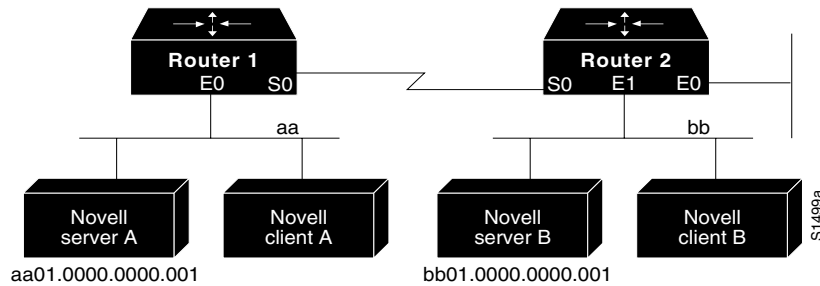 Router 1
E0 S0
Router 2
S0 E1 E0
aa
bb
Novell
server A
Novell
client A
Novell
server B
Novell
client B
aa01.0000.0000.001
bb01.0000.0000.001
S1499a